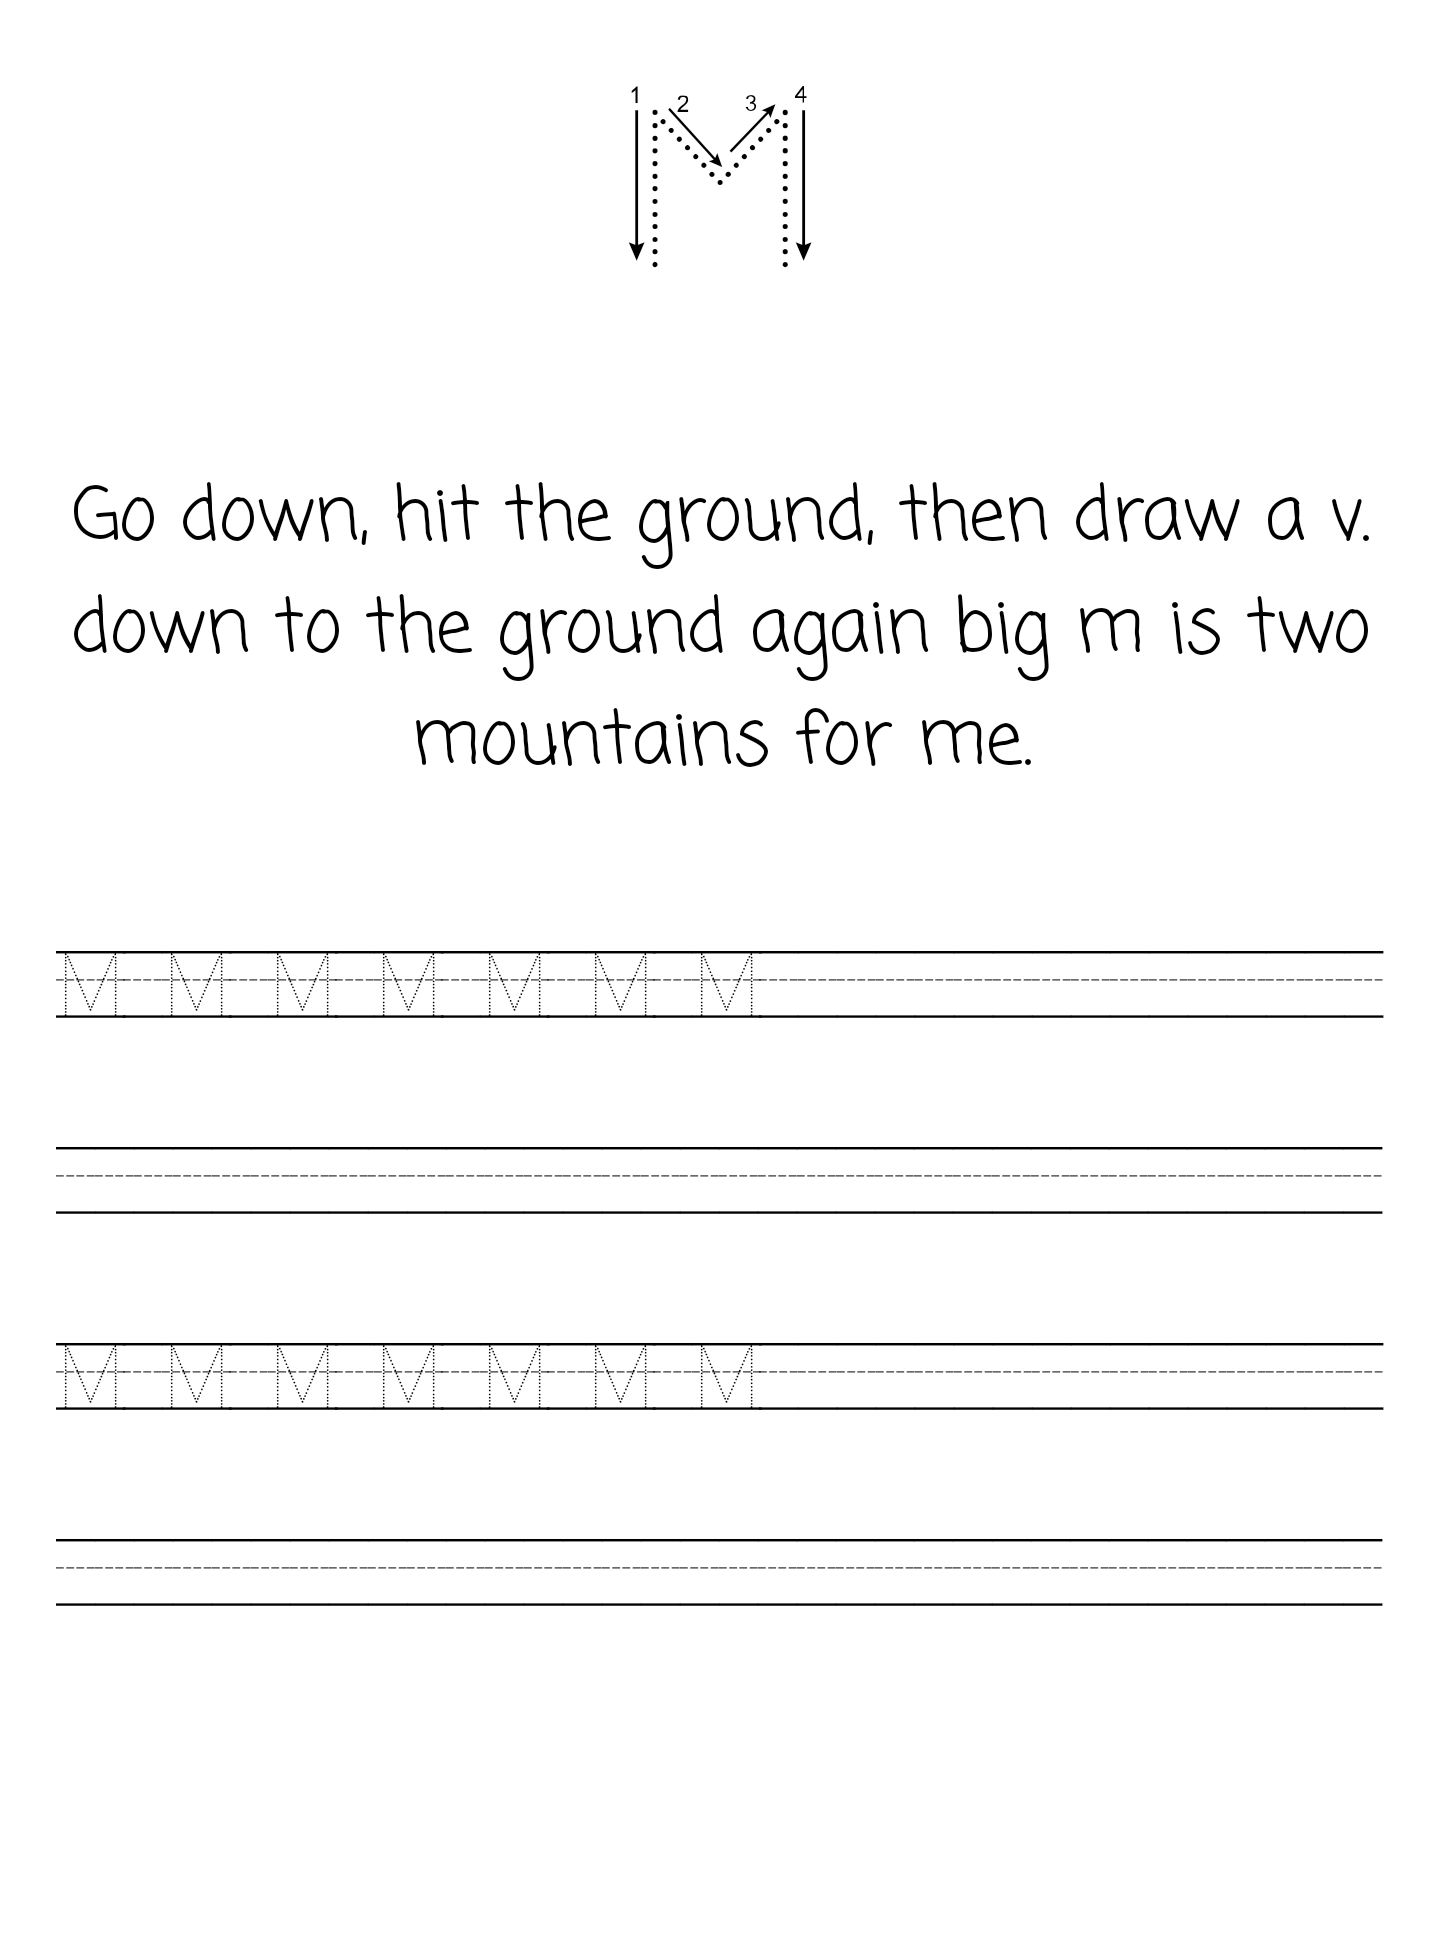 1 2 3 4
M
Go down, hit the ground, then draw a v.
down to the ground again big m is two
mountains for me.
M M M M M M M
M M M M M M M